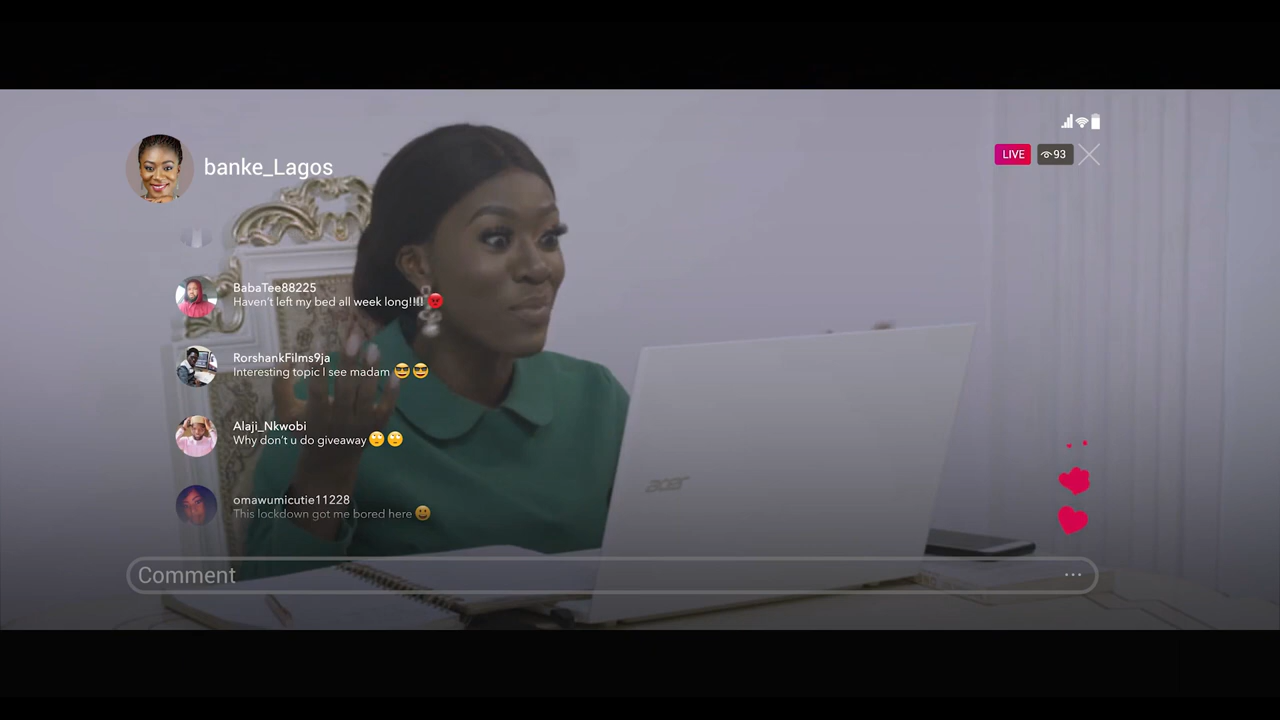 banke_Lagos
LIVE 93
BabaTee88225
Haven't left my bed all week long!!!! 😡
RorshankFilms9ja
Interesting topic I see madam 😎😎
Alaji_Nkwobi
Why don't u do giveaway 🙄🙄
omawumicutie11228
This lockdown got me bored here 😀
acer
Comment ...